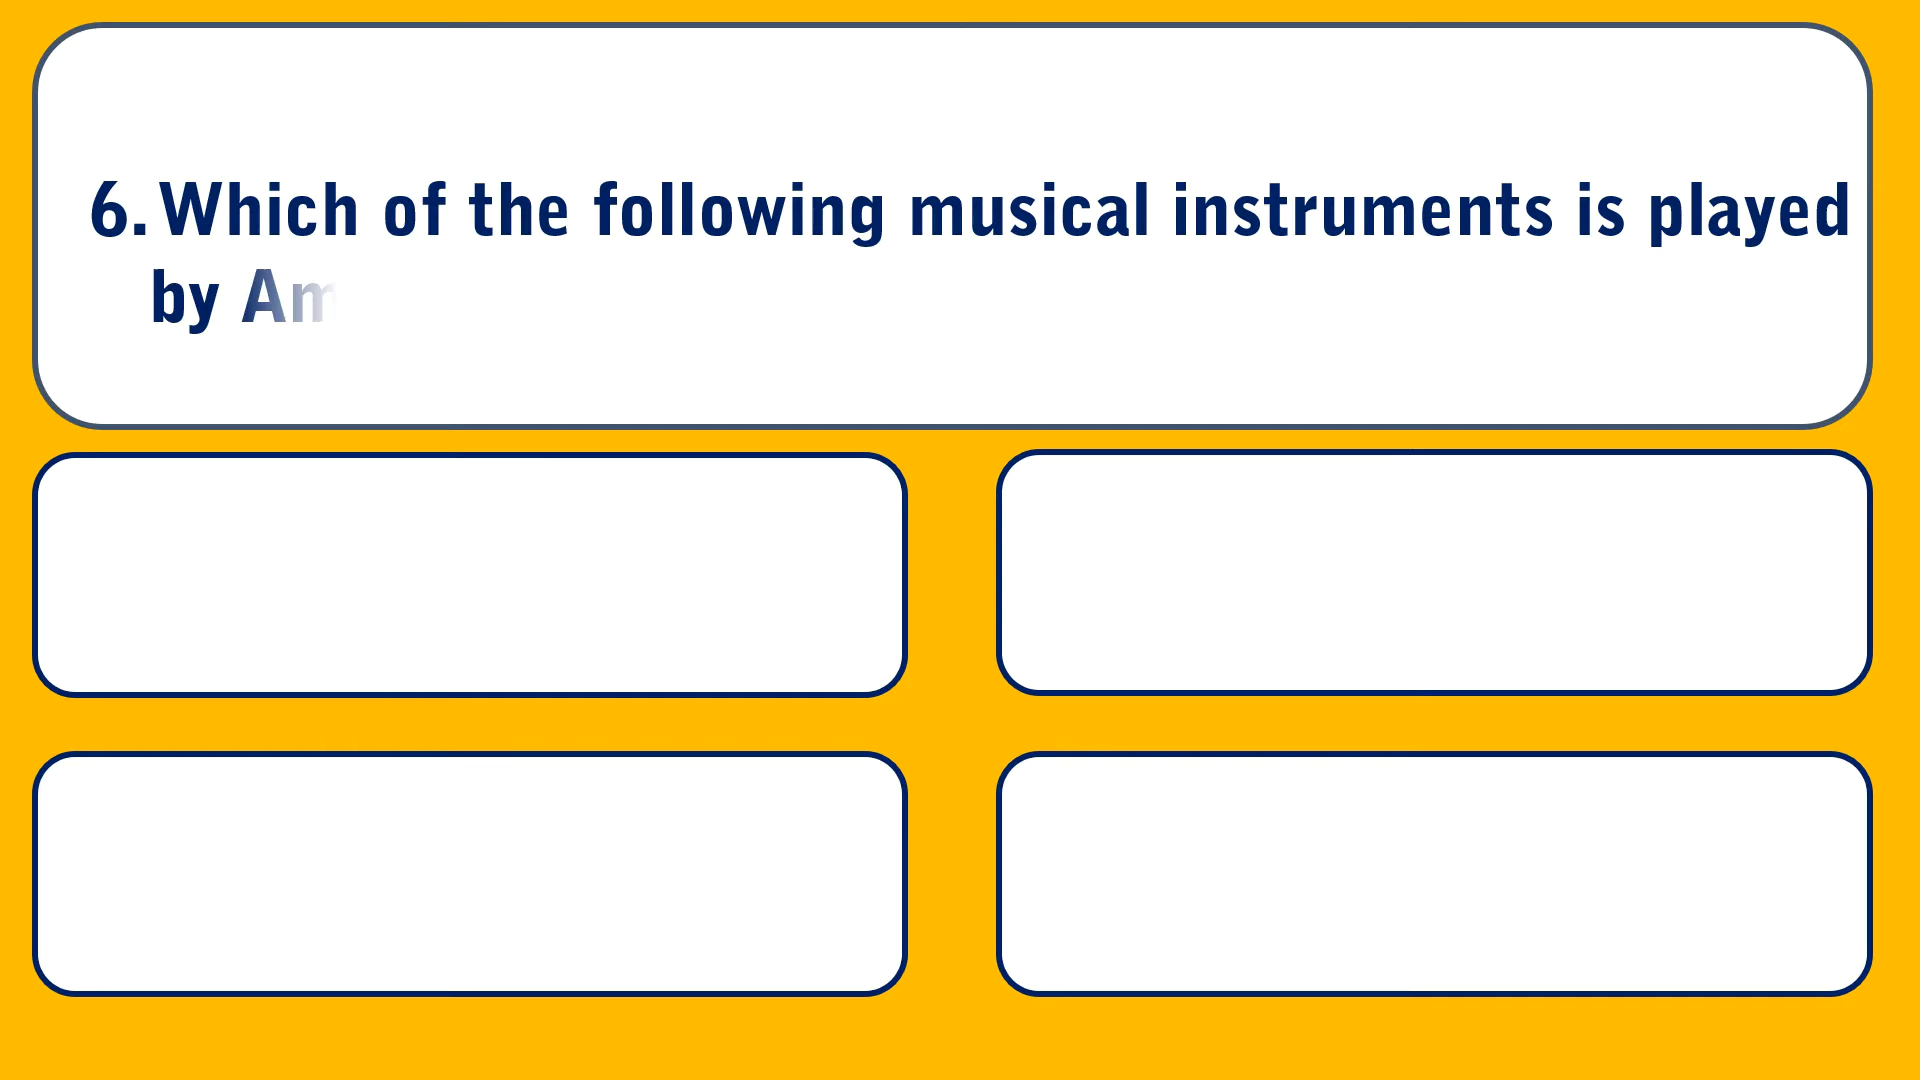 6. Which of the following musical instruments is played
by Am